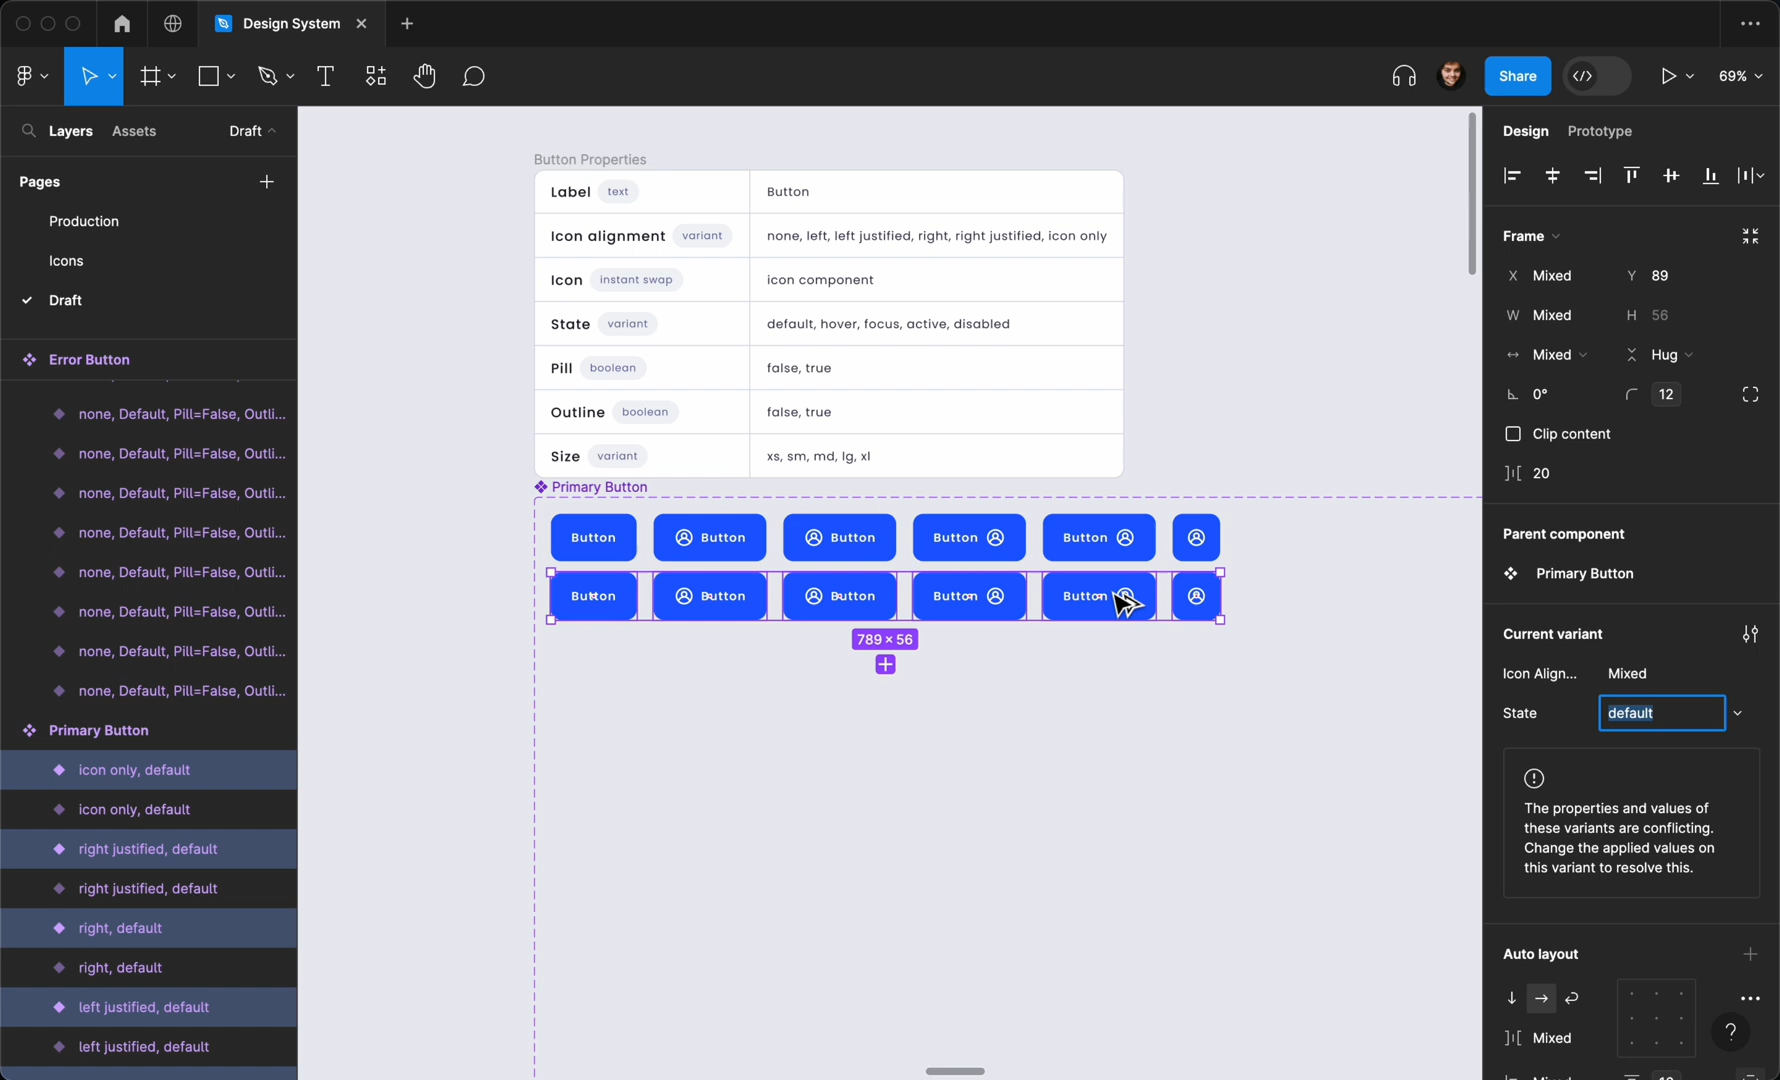 Design System
Share
69%
Layers
Assets
Draft
Pages
Production
Icons
Draft
Error Button
none, Default, Pill=False, Outli...
none, Default, Pill=False, Outli...
none, Default, Pill=False, Outli...
none, Default, Pill=False, Outli...
none, Default, Pill=False, Outli...
none, Default, Pill=False, Outli...
none, Default, Pill=False, Outli...
none, Default, Pill=False, Outli...
Primary Button
icon only, default
icon only, default
right justified, default
right justified, default
right, default
right, default
left justified, default
left justified, default
Button Properties
Label text Button
Icon alignment variant none, left, left justified, right, right justified, icon only
Icon instant swap icon component
State variant default, hover, focus, active, disabled
Pill boolean false, true
Outline boolean false, true
Size variant xs, sm, md, lg, xl
Primary Button
Button Button Button Button Button
Button Button Button Button Button
789 × 56
Design
Prototype
Frame
X Mixed Y 89
W Mixed H 56
Mixed Hug
0° 12
Clip content
20
Parent component
Primary Button
Current variant
Icon Align... Mixed
State default
The properties and values of
these variants are conflicting.
Change the applied values on
this variant to resolve this.
Auto layout
Mixed
?